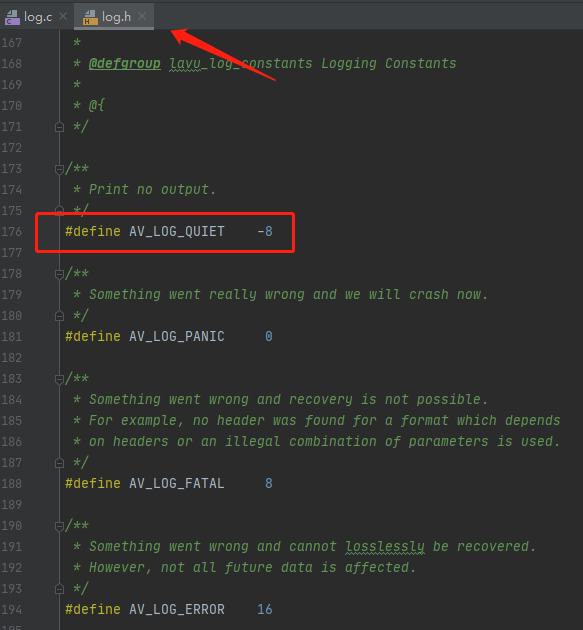 log.c log.h
167 *
168 * @defgroup lavu_log_constants Logging Constants
169 *
170 * @{
171 */
172
173 /**
174 * Print no output.
175 */
176 #define AV_LOG_QUIET -8
177
178 /**
179 * Something went really wrong and we will crash now.
180 */
181 #define AV_LOG_PANIC 0
182
183 /**
184 * Something went wrong and recovery is not possible.
185 * For example, no header was found for a format which depends
186 * on headers or an illegal combination of parameters is used.
187 */
188 #define AV_LOG_FATAL 8
189
190 /**
191 * Something went wrong and cannot losslessly be recovered.
192 * However, not all future data is affected.
193 */
194 #define AV_LOG_ERROR 16